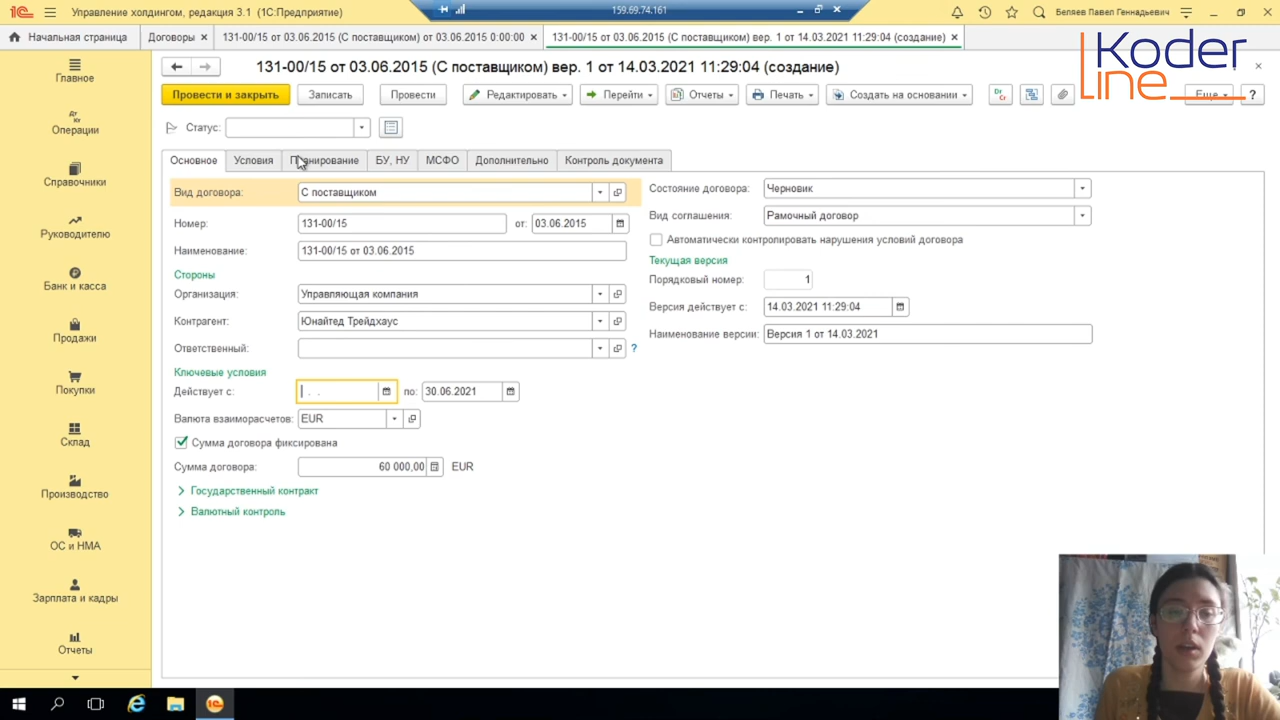 Управление холдингом, редакция 3.1 (1С:Предприятие)
159.69.74.161
Беляев Павел Геннадьевич
Начальная страница
Договоры ×
131-00/15 от 03.06.2015 (С поставщиком) от 03.06.2015 0:00:00 ×
131-00/15 от 03.06.2015 (С поставщиком) вер. 1 от 14.03.2021 11:29:04 (создание) ×
Koder
line
131-00/15 от 03.06.2015 (С поставщиком) вер. 1 от 14.03.2021 11:29:04 (создание)
Провести и закрыть
Записать
Провести
Редактировать
Перейти
Отчеты
Печать
Создать на основании
Еще
?
Статус:
Основное
Условия
Планирование
БУ, НУ
МСФО
Дополнительно
Контроль документа
Вид договора: С поставщиком
Номер: 131-00/15 от: 03.06.2015
Наименование: 131-00/15 от 03.06.2015
Стороны
Организация: Управляющая компания
Контрагент: Юнайтед Трейдхаус
Ответственный: ?
Ключевые условия
Действует с: . . по: 30.06.2021
Валюта взаиморасчетов: EUR
Сумма договора фиксирована
Сумма договора: 60 000,00 EUR
Государственный контракт
Валютный контроль
Состояние договора: Черновик
Вид соглашения: Рамочный договор
Автоматически контролировать нарушения условий договора
Текущая версия
Порядковый номер: 1
Версия действует с: 14.03.2021 11:29:04
Наименование версии: Версия 1 от 14.03.2021
Главное
Операции
Справочники
Руководителю
Банк и касса
Продажи
Покупки
Склад
Производство
ОС и НМА
Зарплата и кадры
Отчеты